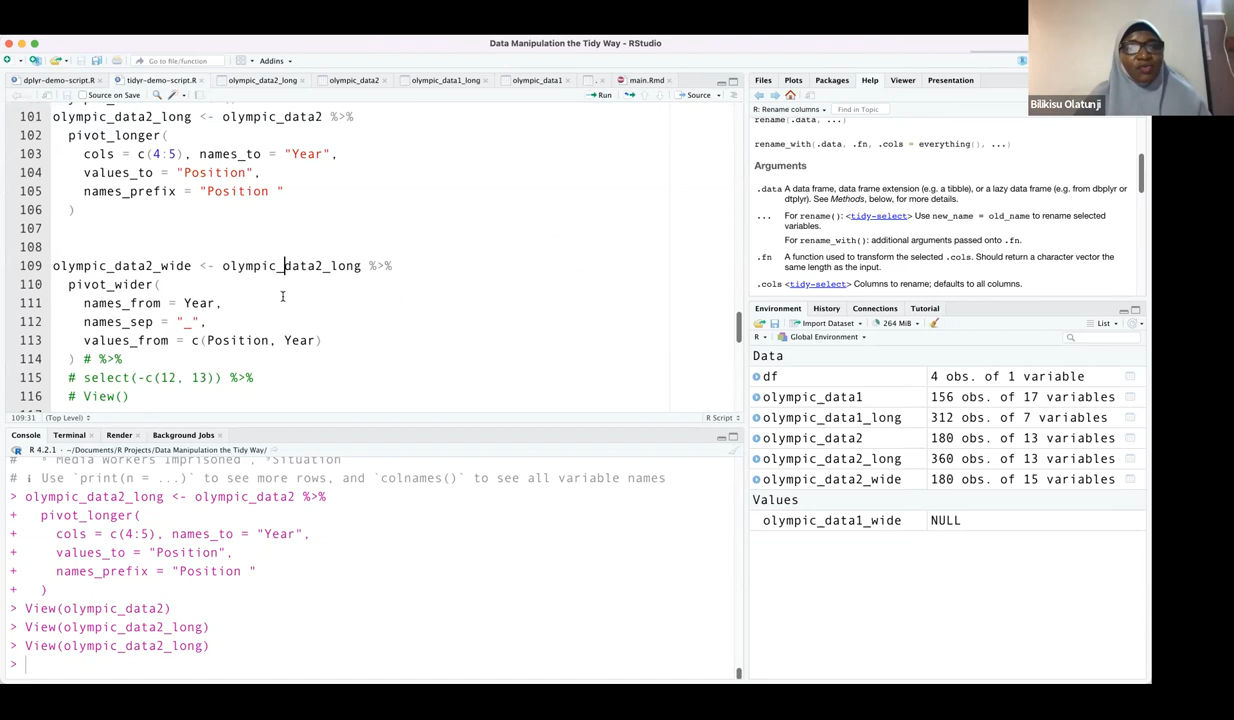 Data Manipulation the Tidy Way - RStudio
Go to file/function
Addins
dplyr-demo-script.R
tidyr-demo-script.R
olympic_data2_long
olympic_data2
olympic_data1_long
olympic_data1
.
main.Rmd
Source on Save
Run
Source
101 olympic_data2_long <- olympic_data2 %>%
102 pivot_longer(
103 cols = c(4:5), names_to = "Year",
104 values_to = "Position",
105 names_prefix = "Position "
106 )
107
108
109 olympic_data2_wide <- olympic_data2_long %>%
110 pivot_wider(
111 names_from = Year,
112 names_sep = "_",
113 values_from = c(Position, Year)
114 ) # %>%
115 # select(-c(12, 13)) %>%
116 # View()
109:31 (Top Level)
R Script
Console Terminal Render Background Jobs
R 4.2.1 · ~/Documents/R Projects/Data Manipulation the Tidy Way/
# ℹ Use `print(n = ...)` to see more rows, and `colnames()` to see all variable names
> olympic_data2_long <- olympic_data2 %>%
+ pivot_longer(
+ cols = c(4:5), names_to = "Year",
+ values_to = "Position",
+ names_prefix = "Position "
+ )
> View(olympic_data2)
> View(olympic_data2_long)
> View(olympic_data2_long)
>
Files Plots Packages Help Viewer Presentation
R: Rename columns
Find in Topic
rename(.data, ...)
rename_with(.data, .fn, .cols = everything(), ...)
Arguments
.data A data frame, data frame extension (e.g. a tibble), or a lazy data frame (e.g. from dbplyr or
dtplyr). See Methods, below, for more details.
... For rename(): <tidy-select> Use new_name = old_name to rename selected
variables.
For rename_with(): additional arguments passed onto .fn.
.fn A function used to transform the selected .cols. Should return a character vector the
same length as the input.
.cols <tidy-select> Columns to rename; defaults to all columns.
Environment History Connections Tutorial
Import Dataset
264 MiB
List
R
Global Environment
Data
df 4 obs. of 1 variable
olympic_data1 156 obs. of 17 variables
olympic_data1_long 312 obs. of 7 variables
olympic_data2 180 obs. of 13 variables
olympic_data2_long 360 obs. of 13 variables
olympic_data2_wide 180 obs. of 15 variables
Values
olympic_data1_wide NULL
Bilikisu Olatunji